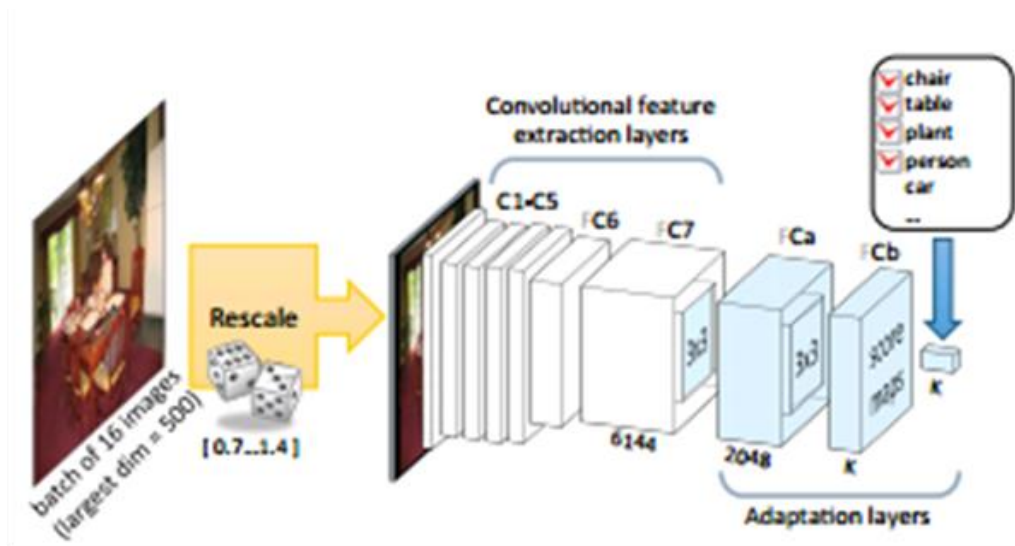 chair
table
plant
person
car
...
Convolutional feature
extraction layers
C1-C5
FC6
FC7
FCa
FCb
Rescale
[ 0.7...1.4 ]
batch of 16 images
(largest dim = 500)
3x3
6144
3x3
2048
score
maps
K
K
Adaptation layers